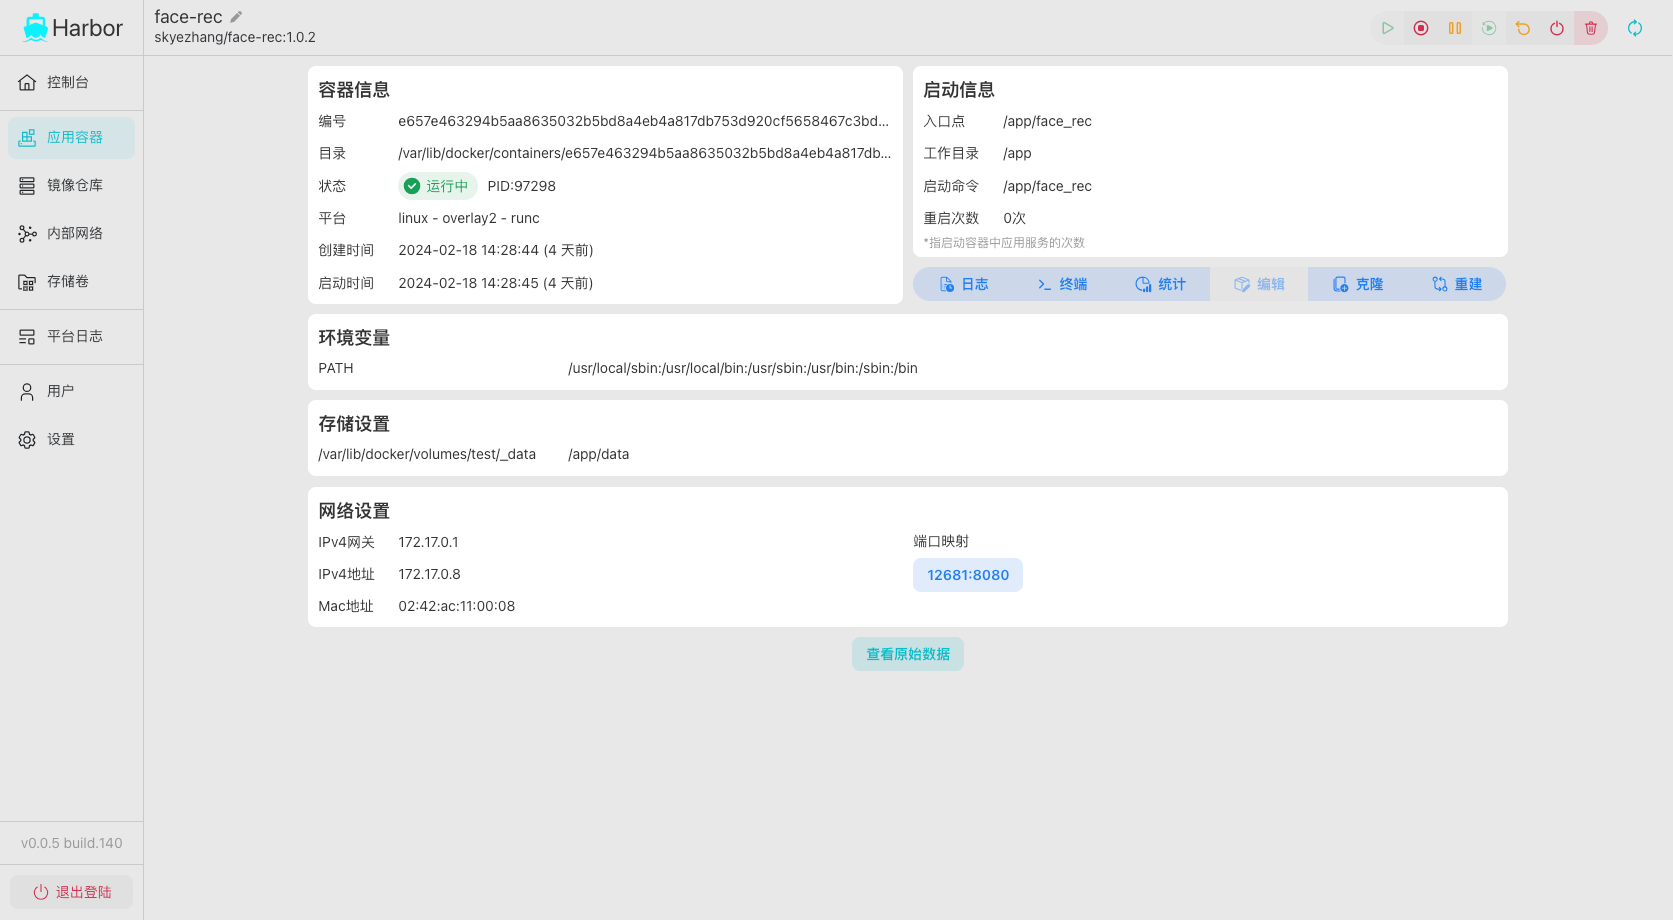 Harbor
face-rec
skyezhang/face-rec:1.0.2
控制台
应用容器
镜像仓库
内部网络
存储卷
平台日志
用户
设置
v0.0.5 build.140
退出登陆
容器信息
编号 e657e463294b5aa8635032b5bd8a4eb4a817db753d920cf5658467c3bd...
目录 /var/lib/docker/containers/e657e463294b5aa8635032b5bd8a4eb4a817db...
状态 运行中 PID:97298
平台 linux - overlay2 - runc
创建时间 2024-02-18 14:28:44 (4 天前)
启动时间 2024-02-18 14:28:45 (4 天前)
启动信息
入口点 /app/face_rec
工作目录 /app
启动命令 /app/face_rec
重启次数 0次
*指启动容器中应用服务的次数
日志 终端 统计 编辑 克隆 重建
环境变量
PATH /usr/local/sbin:/usr/local/bin:/usr/sbin:/usr/bin:/sbin:/bin
存储设置
/var/lib/docker/volumes/test/_data /app/data
网络设置
IPv4网关 172.17.0.1
IPv4地址 172.17.0.8
Mac地址 02:42:ac:11:00:08
端口映射
12681:8080
查看原始数据